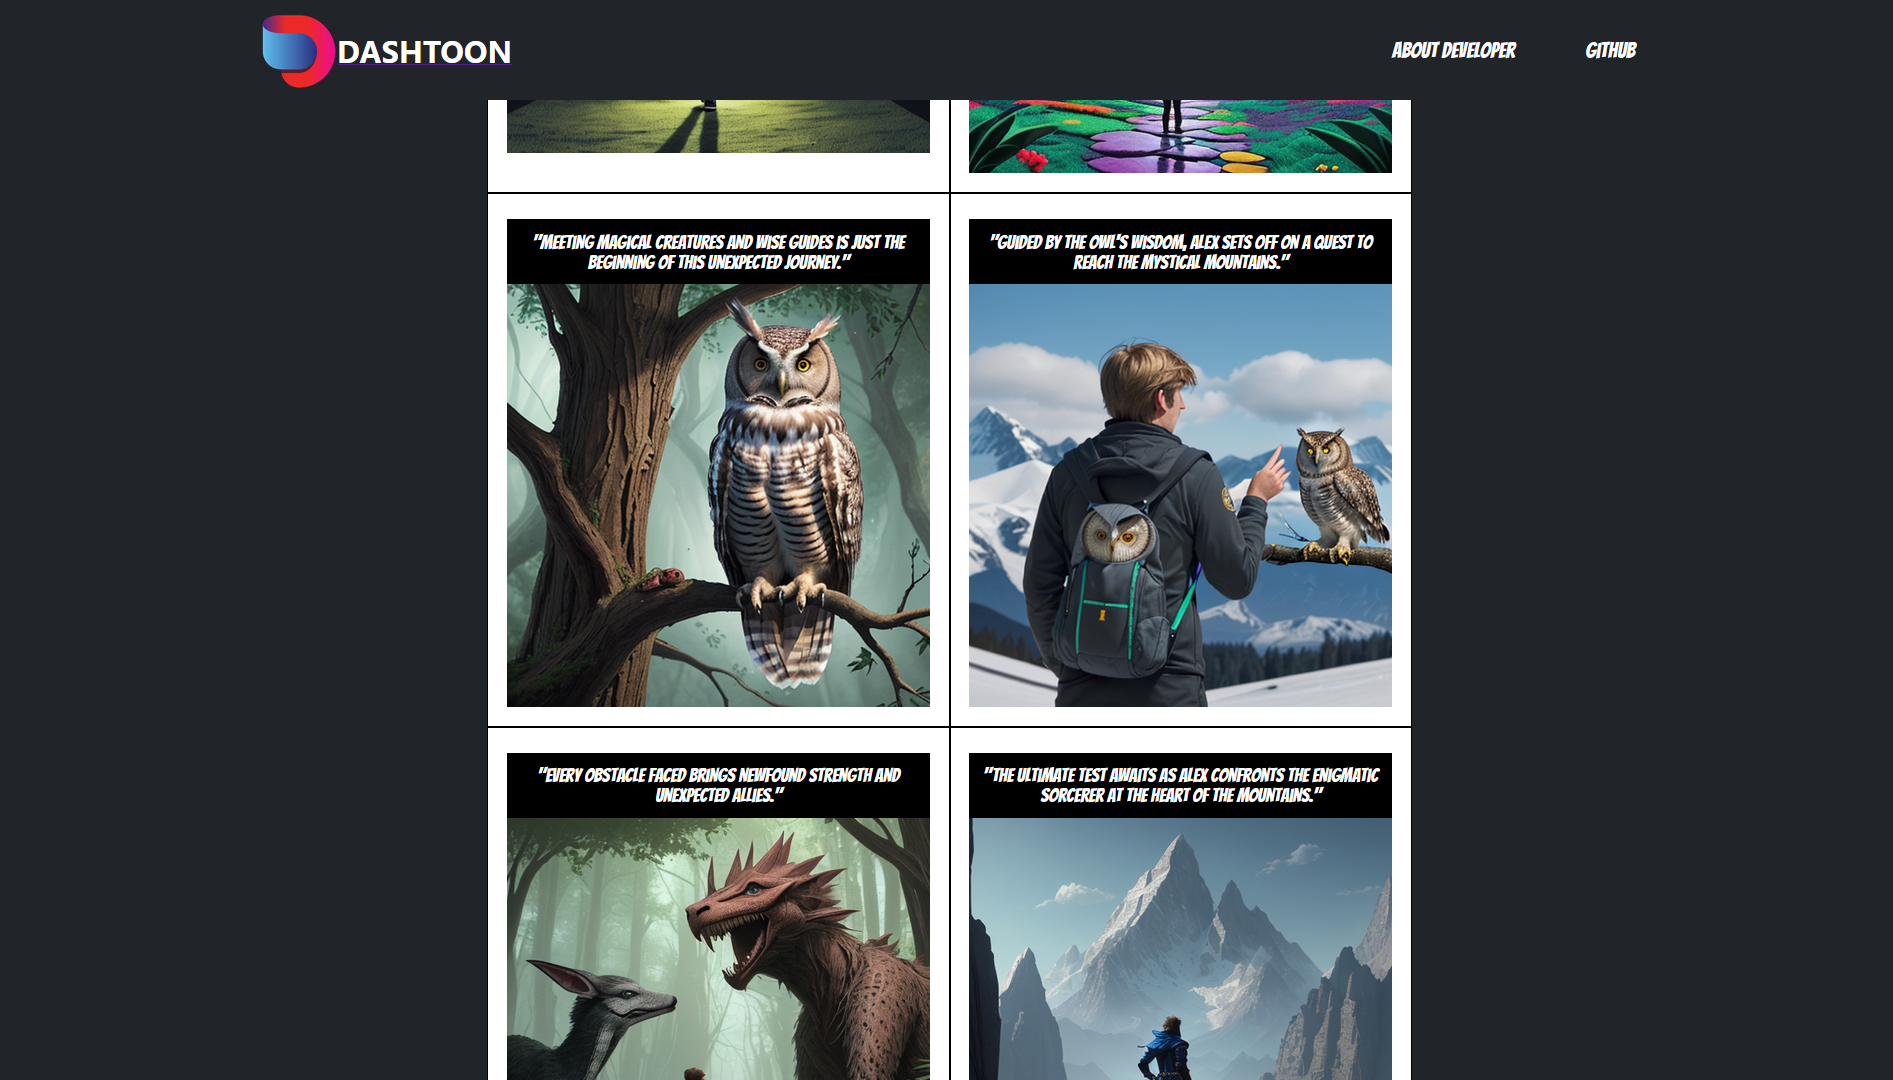 DASHTOON
ABOUT DEVELOPER
GITHUB
"MEETING MAGICAL CREATURES AND WISE GUIDES IS JUST THE
BEGINNING OF THIS UNEXPECTED JOURNEY."
"GUIDED BY THE OWL'S WISDOM, ALEX SETS OFF ON A QUEST TO
REACH THE MYSTICAL MOUNTAINS."
"EVERY OBSTACLE FACED BRINGS NEWFOUND STRENGTH AND
UNEXPECTED ALLIES."
"THE ULTIMATE TEST AWAITS AS ALEX CONFRONTS THE ENIGMATIC
SORCERER AT THE HEART OF THE MOUNTAINS."